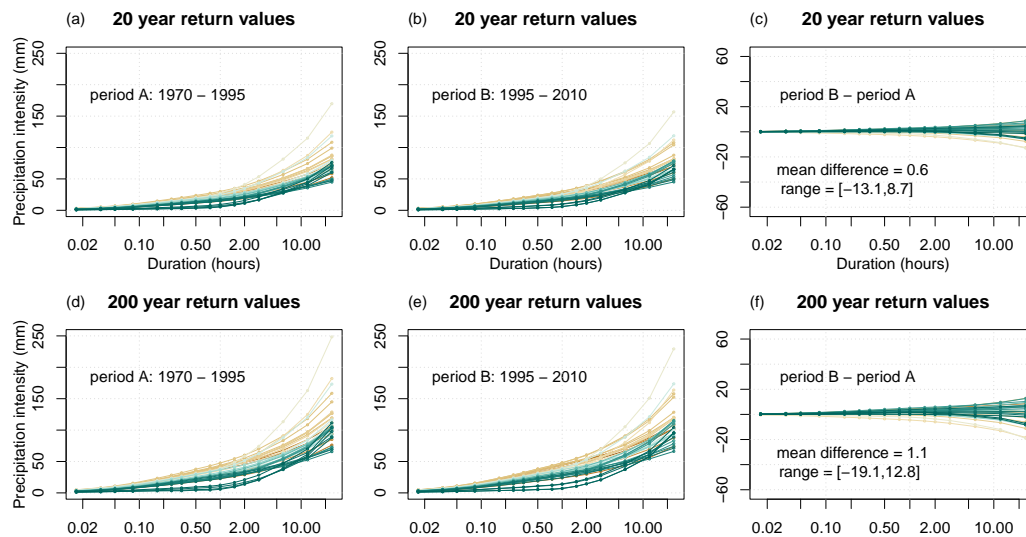 (a) 20 year return values
(b) 20 year return values
(c) 20 year return values
Precipitation intensity (mm)
0 50 150 250
period A: 1970 − 1995
0.02 0.10 0.50 2.00 10.00
Duration (hours)
0 50 150 250
period B: 1995 − 2010
0.02 0.10 0.50 2.00 10.00
Duration (hours)
−60 −20 20 60
period B − period A
mean difference = 0.6
range = [−13.1,8.7]
0.02 0.10 0.50 2.00 10.00
(d) 200 year return values
(e) 200 year return values
(f) 200 year return values
Precipitation intensity (mm)
0 50 150 250
period A: 1970 − 1995
0.02 0.10 0.50 2.00 10.00
0 50 150 250
period B: 1995 − 2010
0.02 0.10 0.50 2.00 10.00
−60 −20 20 60
period B − period A
mean difference = 1.1
range = [−19.1,12.8]
0.02 0.10 0.50 2.00 10.00